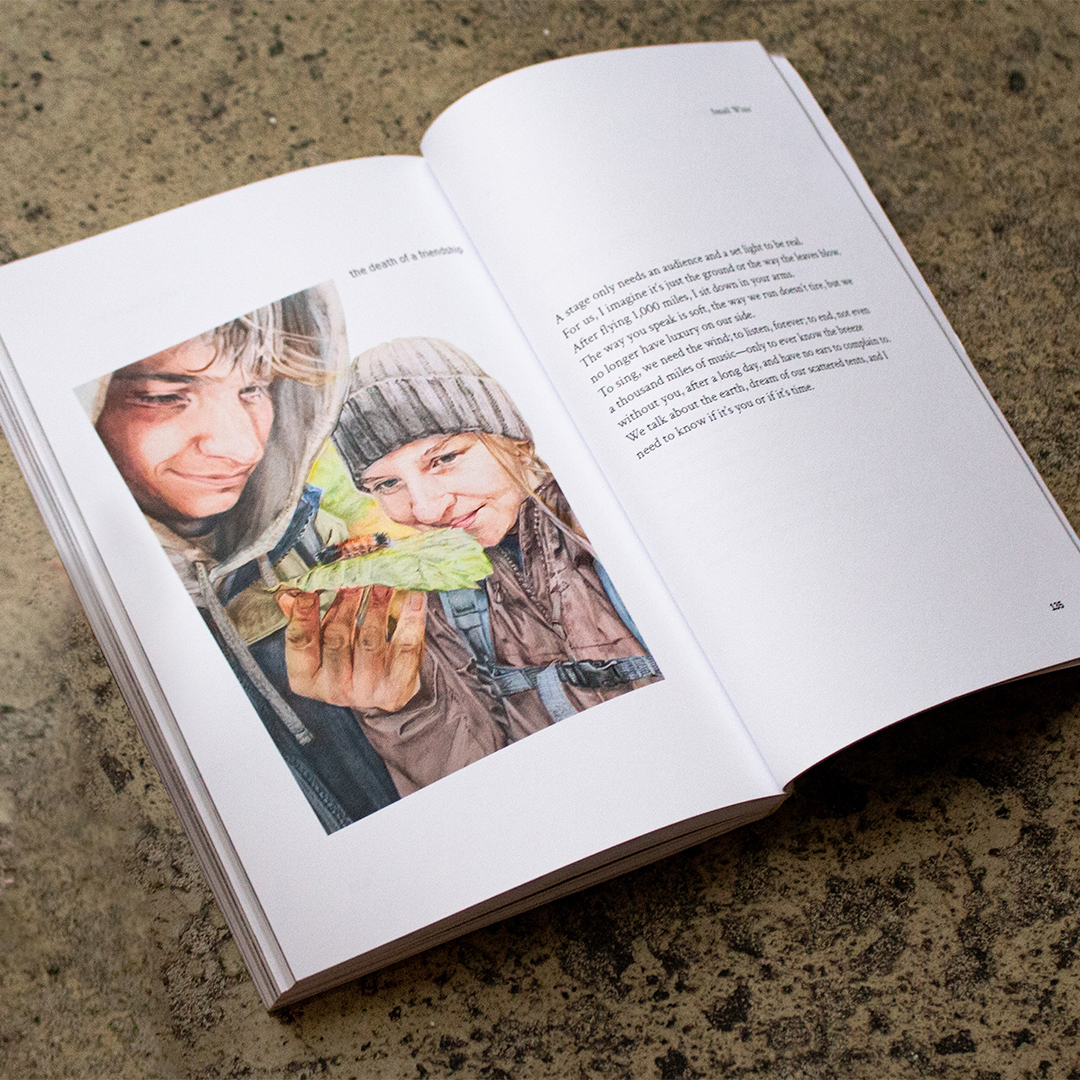 the death of a friendship
Small Wins
A stage only needs an audience and a set light to be real.
For us, I imagine it's just the ground or the way the leaves blow.
After flying 1,000 miles, I sit down in your arms.
The way you speak is soft, the way we run doesn't tire, but we
no longer have luxury on our side.
To sing, we need the wind; to listen, forever; to end, not even
a thousand miles of music—only to ever know the breeze
without you, after a long day, and have no ears to complain to.
We talk about the earth, dream of our scattered tents, and I
need to know if it's you or if it's time.
135